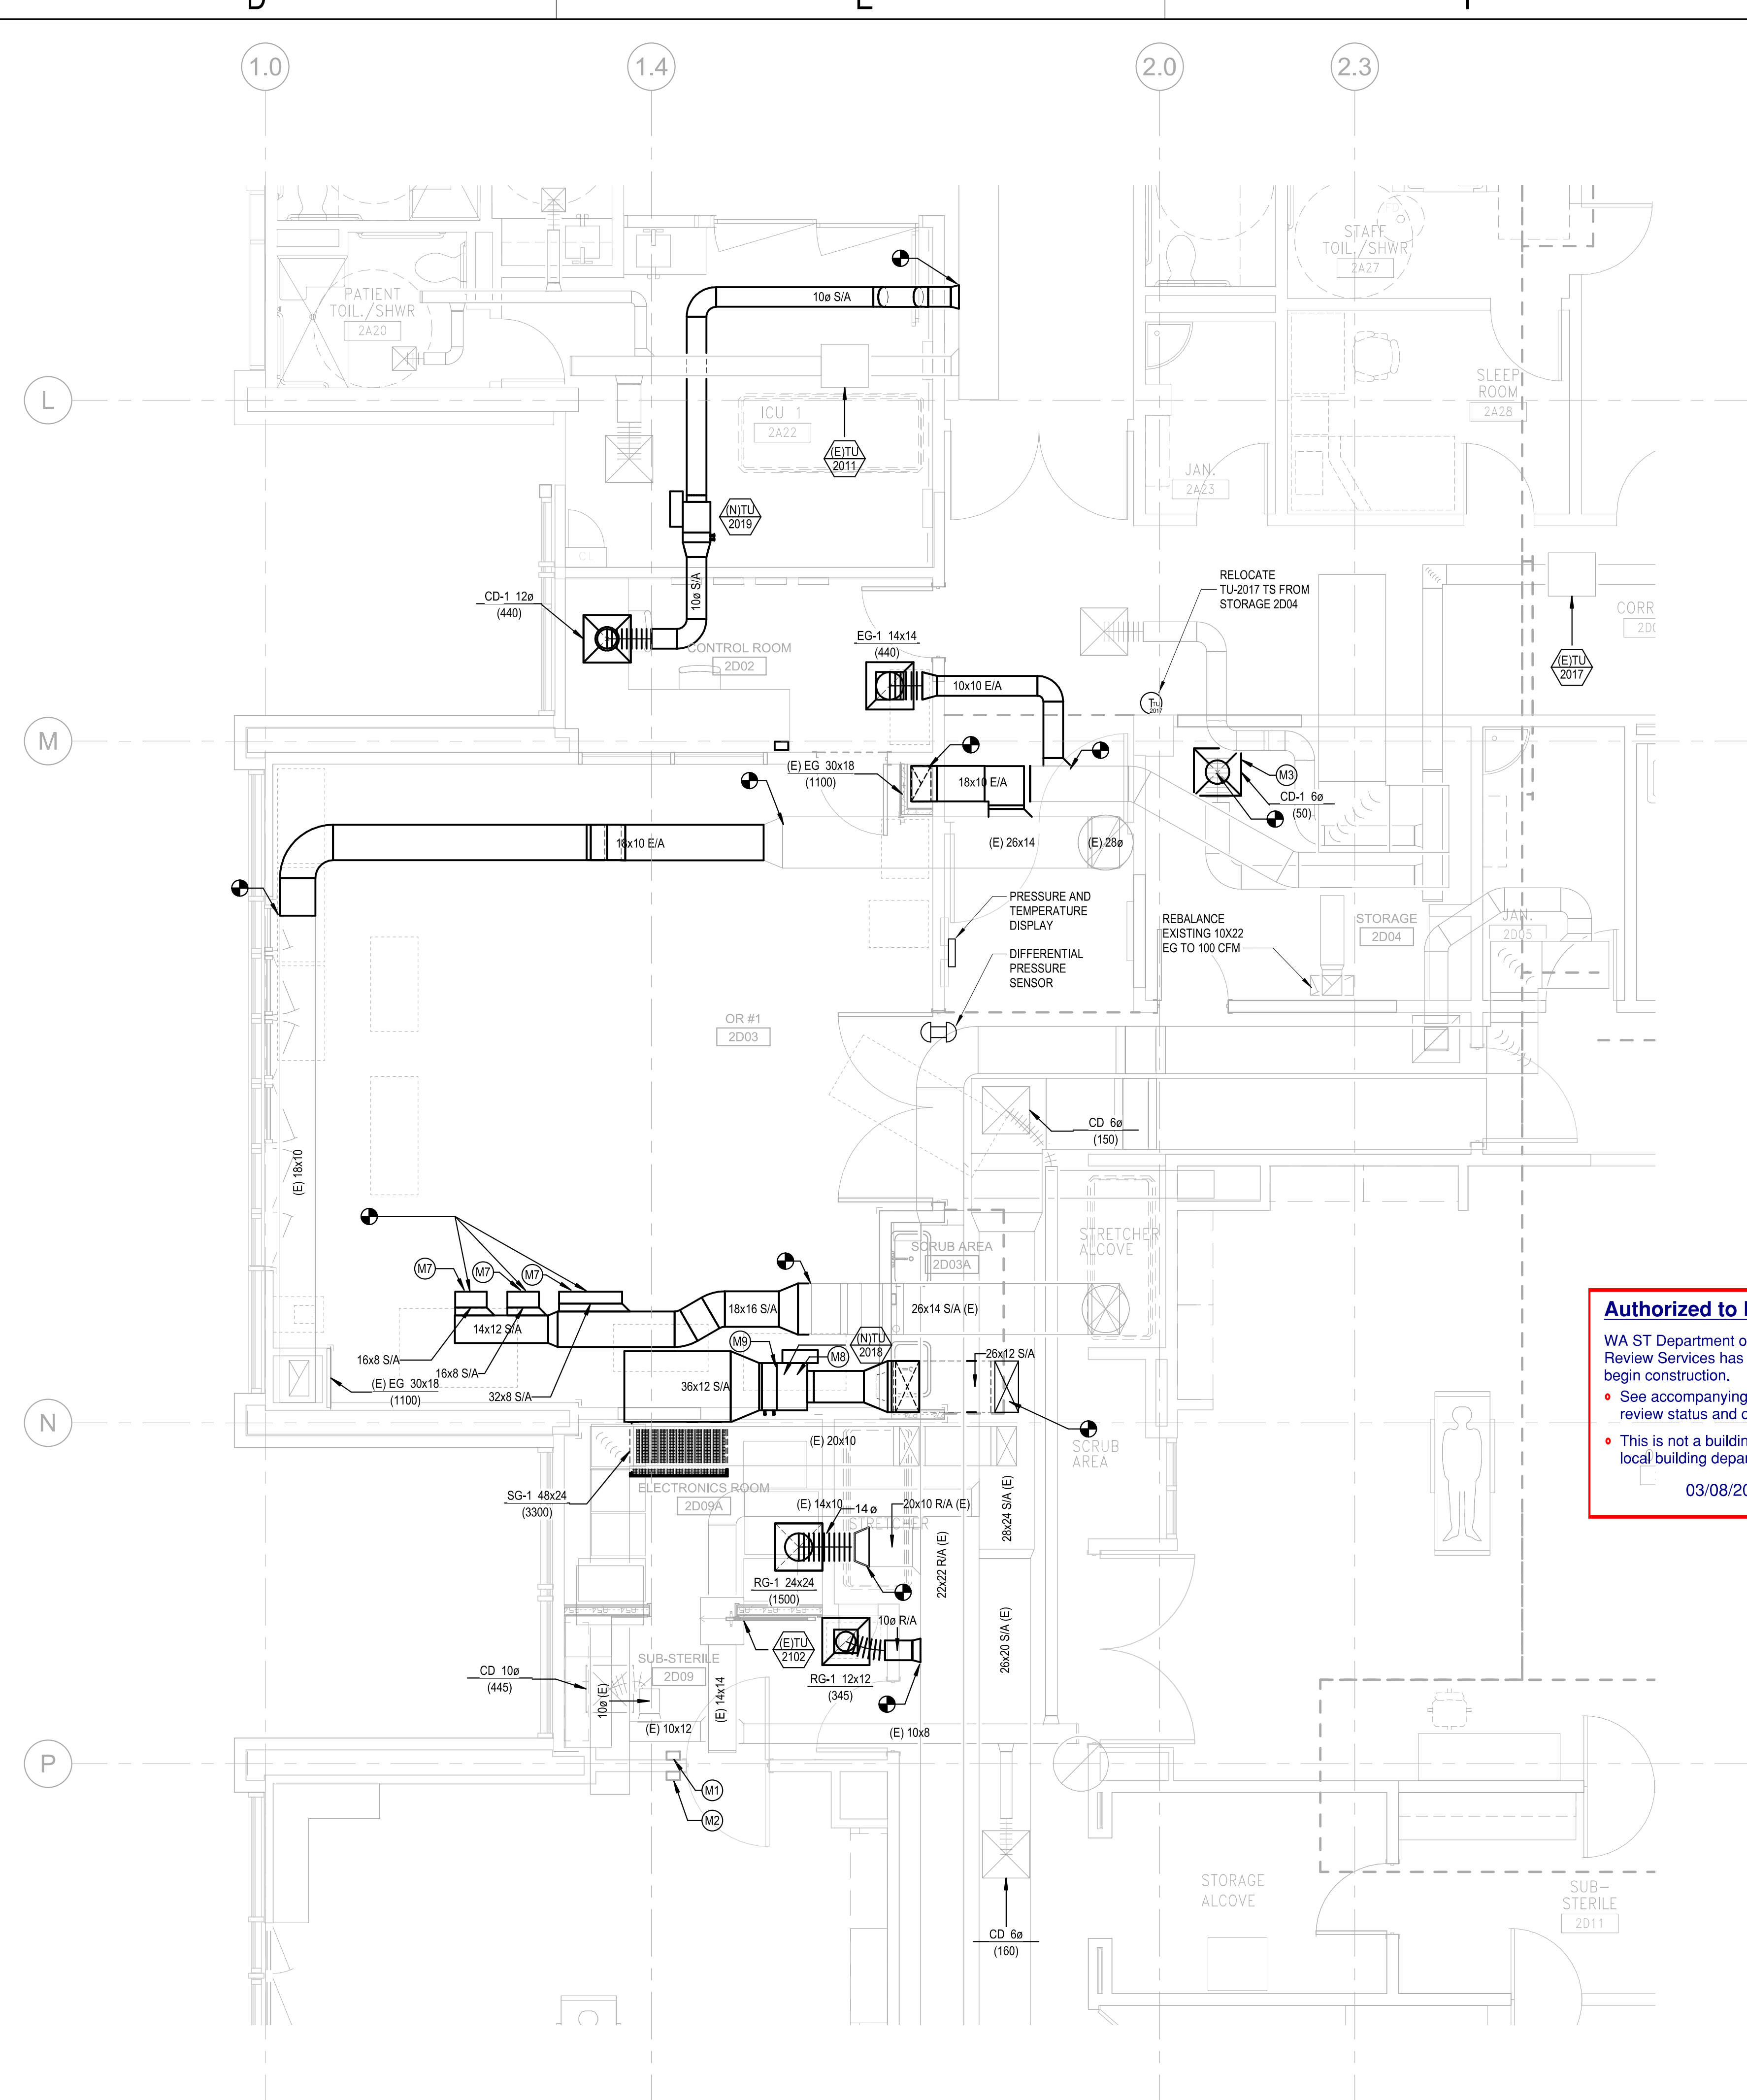 1.0
1.4
2.0
2.3
PATIENT
TOIL./SHWR
2A20
10ø S/A
STAFF
TOIL./SHWR
2A27
L
ICU 1
2A22
(E)TU
2011
SLEEP
ROOM
2A28
JAN.
2A23
(N)TU
2019
10ø S/A
CD-1 12ø
(440)
CONTROL ROOM
2D02
EG-1 14x14
(440)
10x10 E/A
RELOCATE
TU-2017 TS FROM
STORAGE 2D04
TU
2017
CORR
(E)TU
2017
M
(E) EG 30x18
(1100)
18x10 E/A
M3
CD-1 6ø
(50)
18x10 E/A
(E) 26x14
(E) 28ø
PRESSURE AND
TEMPERATURE
DISPLAY
DIFFERENTIAL
PRESSURE
SENSOR
REBALANCE
EXISTING 10X22
EG TO 100 CFM
STORAGE
2D04
JAN.
2D05
OR #1
2D03
CD 6ø
(150)
(E) 18x10
STRETCHER
ALCOVE
SCRUB AREA
2D03A
M7
M7
M7
14x12 S/A
18x16 S/A
26x14 S/A (E)
16x8 S/A
16x8 S/A
32x8 S/A
(E) EG 30x18
(1100)
M9
M8
(N)TU
2018
26x12 S/A
36x12 S/A
Authorized to
WA ST Department o
Review Services has
begin construction.
See accompanying
review status and
This is not a buildin
local building depar
03/08/20
N
(E) 20x10
SCRUB
AREA
SG-1 48x24
(3300)
ELECTRONICS ROOM
2D09A
(E) 14x10
14 ø
20x10 R/A (E)
STRETCHER
28x24 S/A (E)
22x22 R/A (E)
RG-1 24x24
(1500)
10ø R/A
26x20 S/A (E)
(E)TU
2102
RG-1 12x12
(345)
SUB-STERILE
2D09
CD 10ø
(445)
10ø (E)
(E) 14x14
(E) 10x12
(E) 10x8
P
M1
M2
STORAGE
ALCOVE
SUB-
STERILE
2D11
CD 6ø
(160)